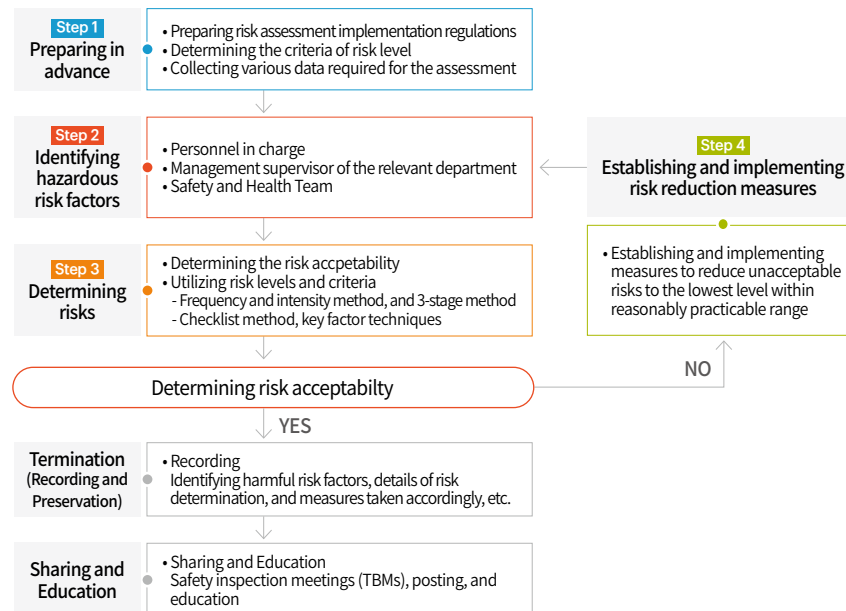 Step 1
Preparing in
advance
• Preparing risk assessment implementation regulations
• Determining the criteria of risk level
• Collecting various data required for the assessment
Step 2
Identifying
hazardous
risk factors
• Personnel in charge
• Management supervisor of the relevant department
• Safety and Health Team
Step 4
Establishing and implementing
risk reduction measures
• Establishing and implementing
measures to reduce unacceptable
risks to the lowest level within
reasonably practicable range
Step 3
Determining
risks
• Determining the risk accpetability
• Utilizing risk levels and criteria
- Frequency and intensity method, and 3-stage method
- Checklist method, key factor techniques
Determining risk acceptabilty
NO
YES
Termination
(Recording and
Preservation)
• Recording
Identifying harmful risk factors, details of risk
determination, and measures taken accordingly, etc.
Sharing and
Education
• Sharing and Education
Safety inspection meetings (TBMs), posting, and
education